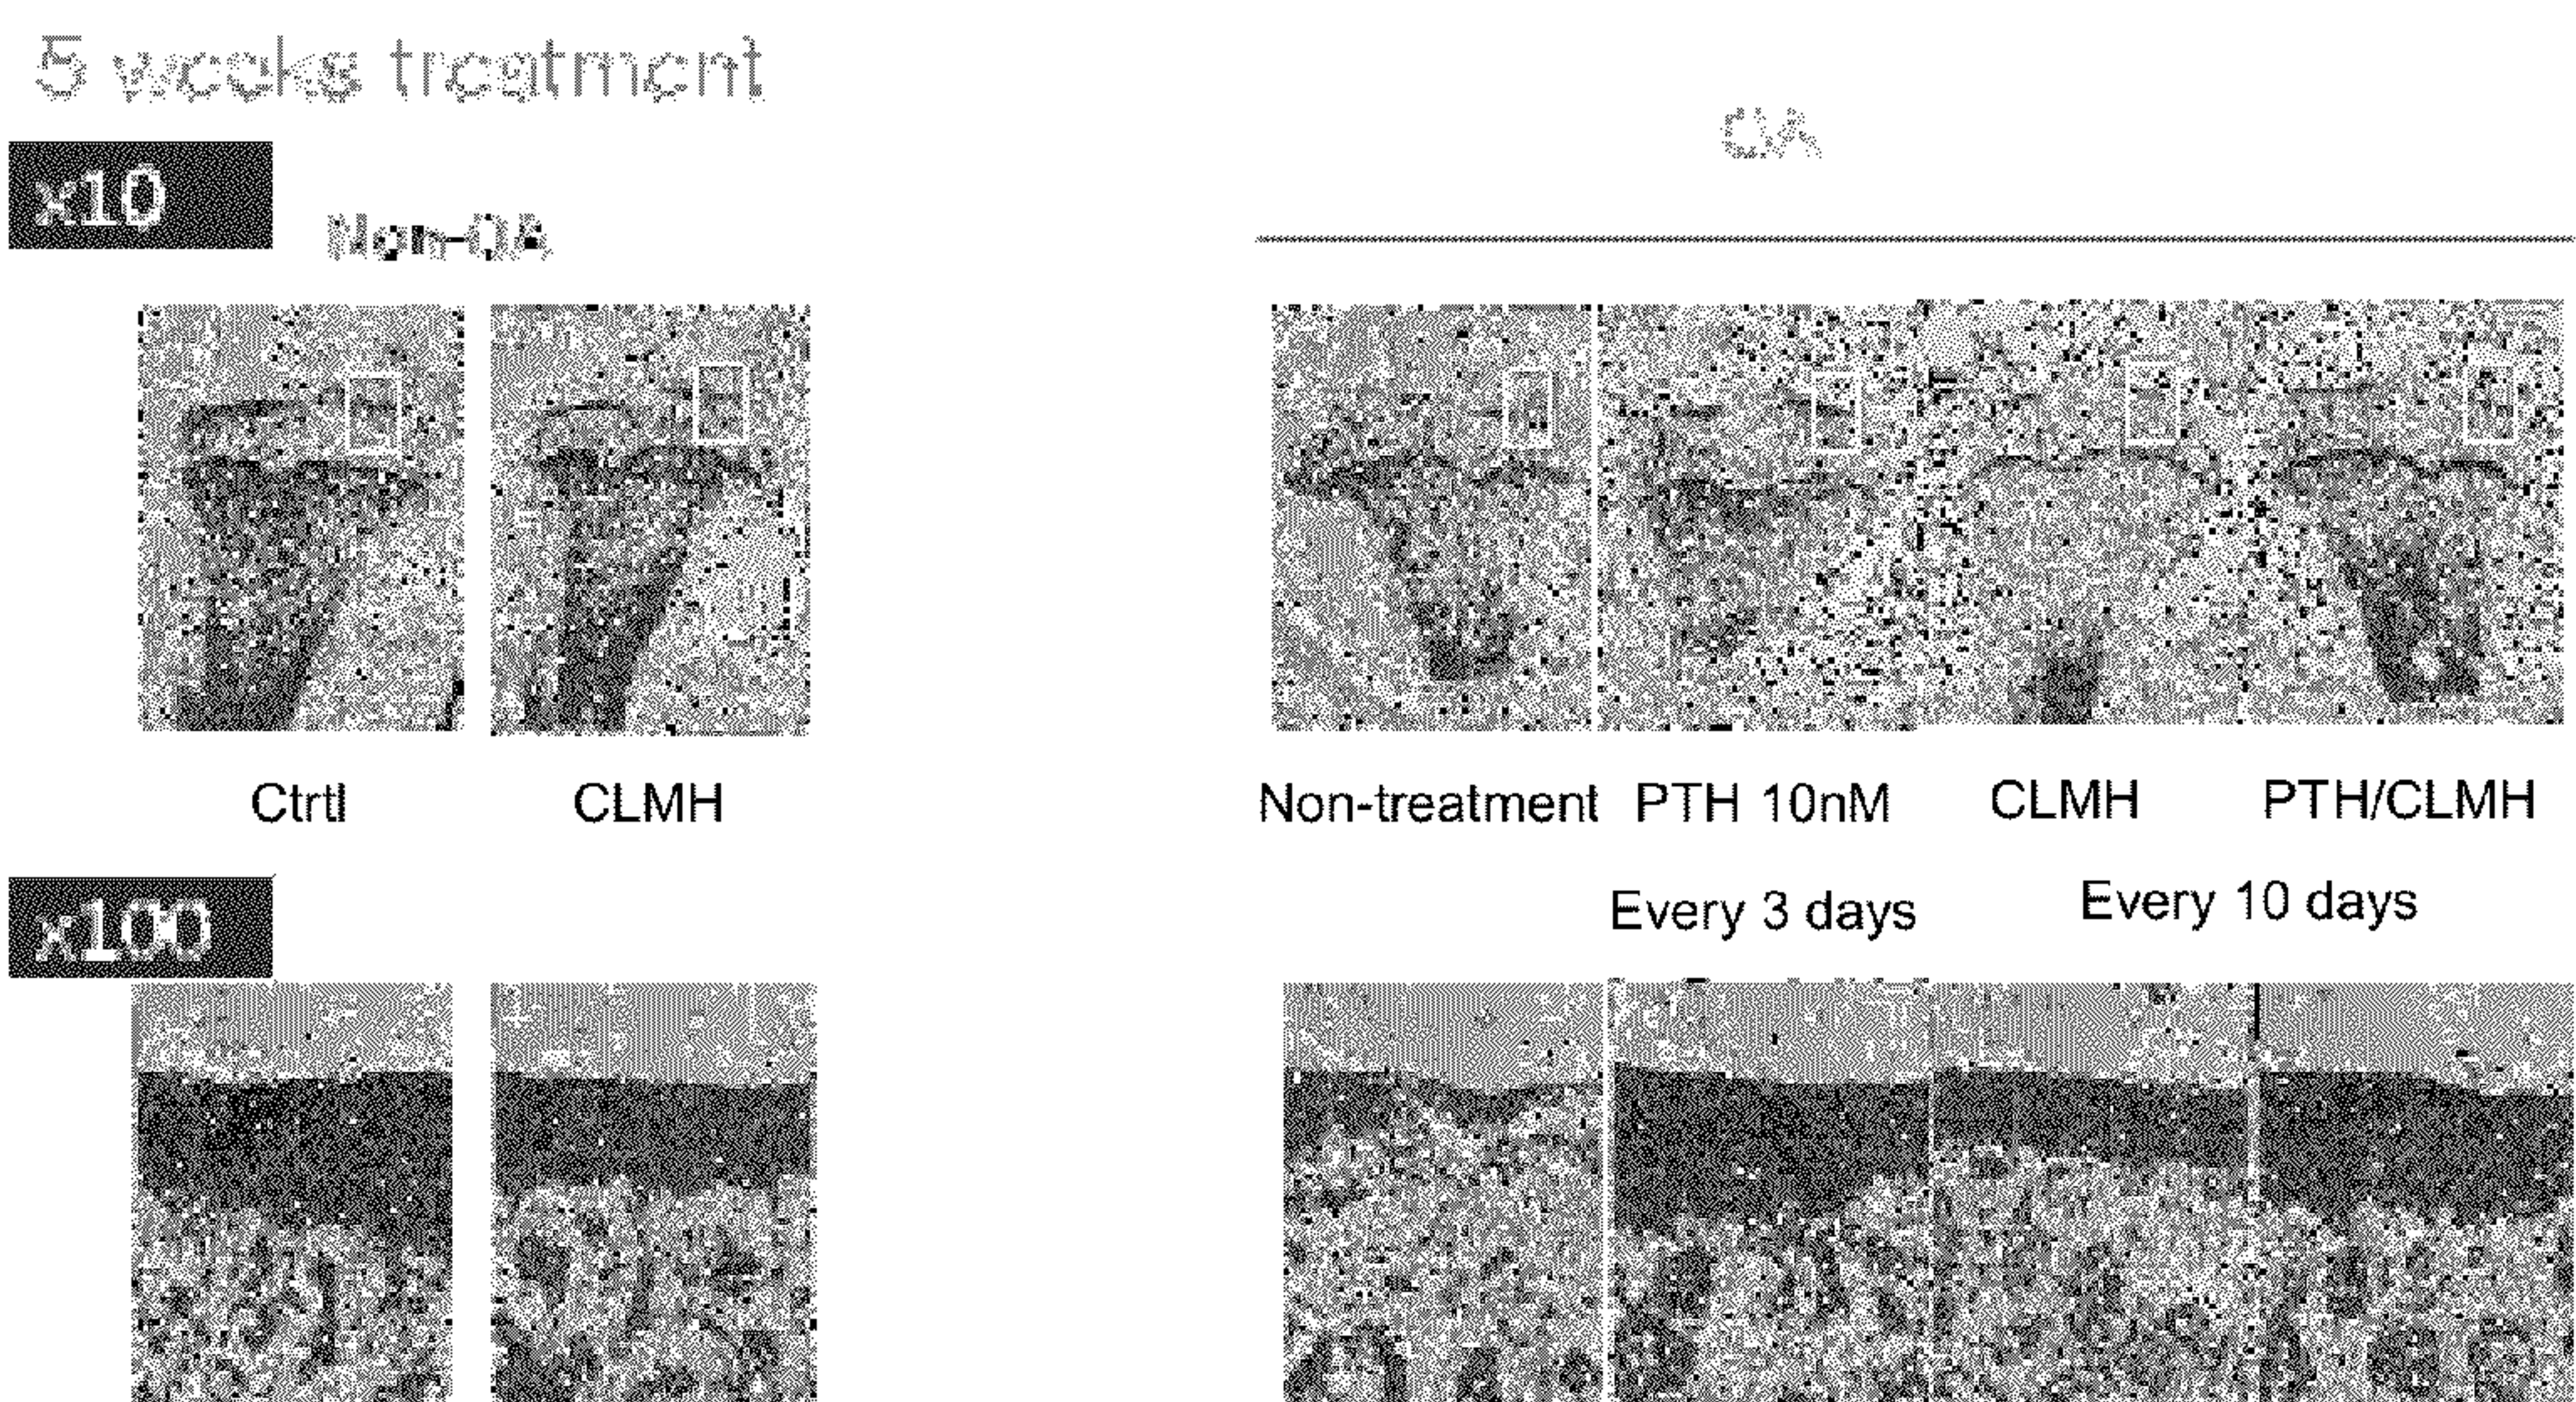 5 weeks treatment
OA
x10
Non-OA
Ctrtl
CLMH
Non-treatment
PTH 10nM
CLMH
PTH/CLMH
Every 3 days
Every 10 days
x100